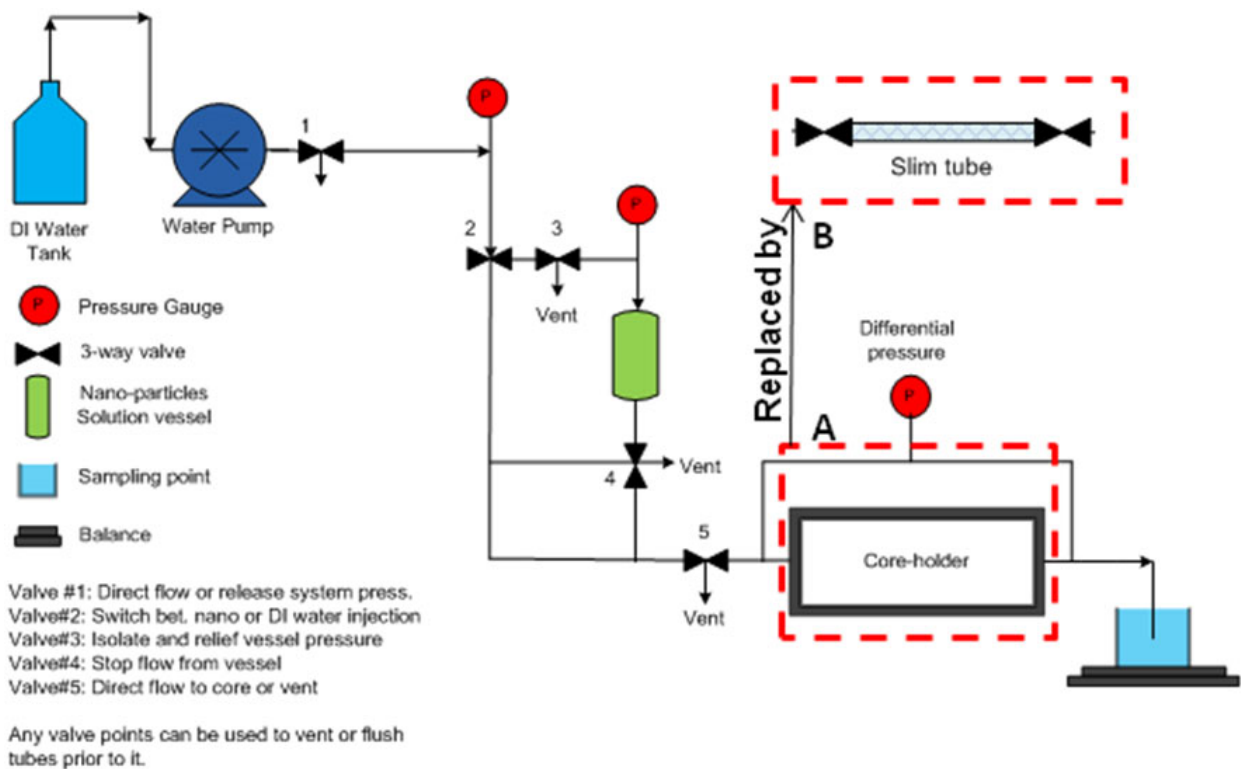 P
1
DI Water
Tank
Water Pump
P
2
3
Vent
Slim tube
B
Replaced by
P
Pressure Gauge
3-way valve
Nano-particles
Solution vessel
Sampling point
Balance
Differential
pressure
P
A
4
Vent
5
Vent
Core-holder
Valve #1: Direct flow or release system press.
Valve#2: Switch bet. nano or DI water injection
Valve#3: Isolate and relief vessel pressure
Valve#4: Stop flow from vessel
Valve#5: Direct flow to core or vent
Any valve points can be used to vent or flush
tubes prior to it.